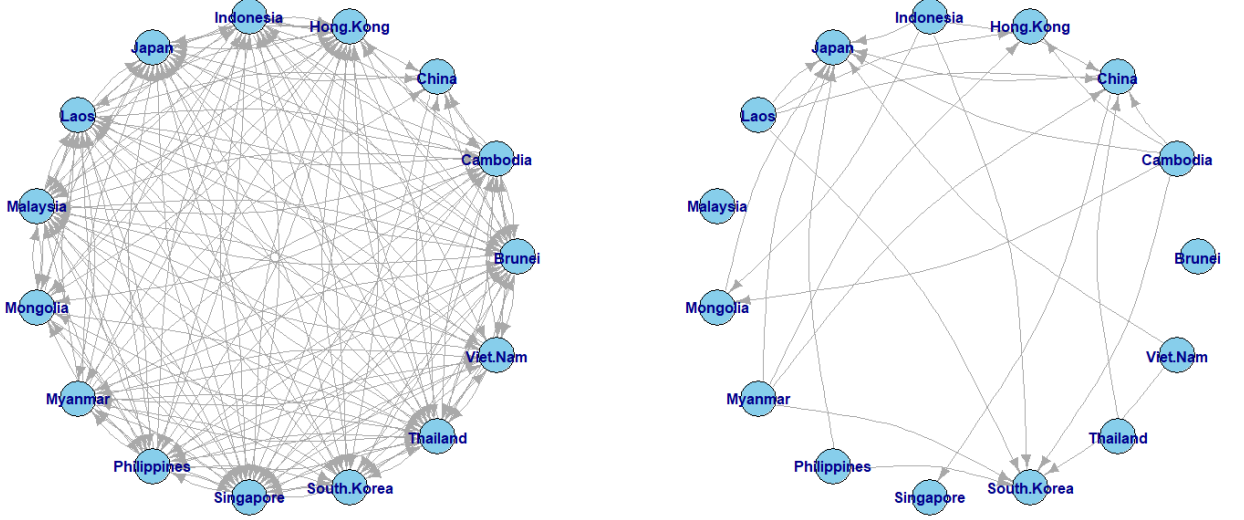 Indonesia
Hong.Kong
Japan
China
Laos
Cambodia
Malaysia
Brunei
Mongolia
Viet.Nam
Myanmar
Thailand
Philippines
South.Korea
Singapore
Indonesia
Hong.Kong
Japan
China
Laos
Cambodia
Malaysia
Brunei
Mongolia
Viet.Nam
Myanmar
Thailand
Philippines
South.Korea
Singapore